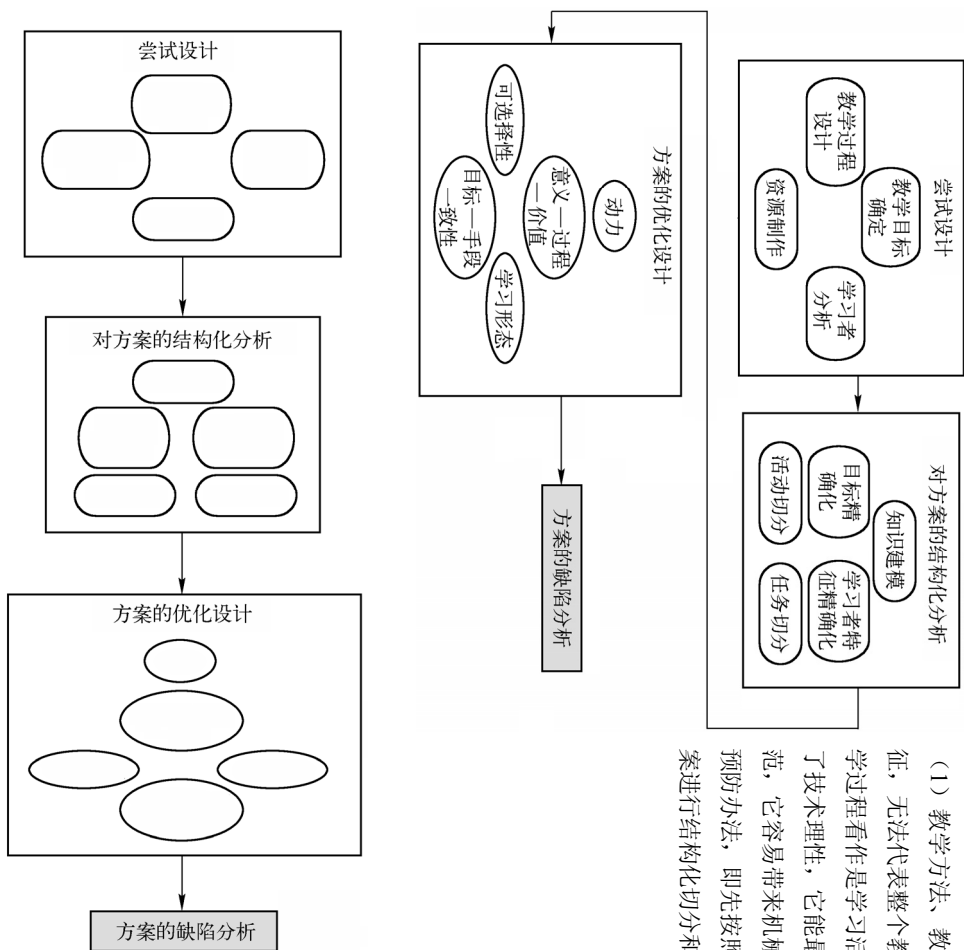 尝试设计
对方案的结构化分析
方案的优化设计
方案的缺陷分析
尝试设计
教学目标
确定
教学过程
设计
学习者
分析
资源制作
对方案的结构化分析
知识建模
目标精
确化
学习者特
征精确化
活动切分
任务切分
方案的优化设计
动力
意义—过程
—价值
可选择性
学习形态
目标—手段
一致性
方案的缺陷分析
（1）教学方法、教
征，无法代表整个教
学过程看作是学习活
了技术理性，它能最
范，它容易带来机械
预防办法，即先按照
案进行结构化切分和